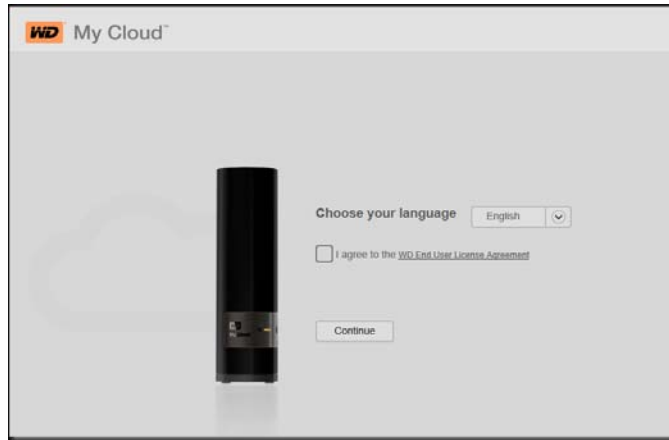 WD My Cloud™
Choose your language English
I agree to the WD End User License Agreement
Continue